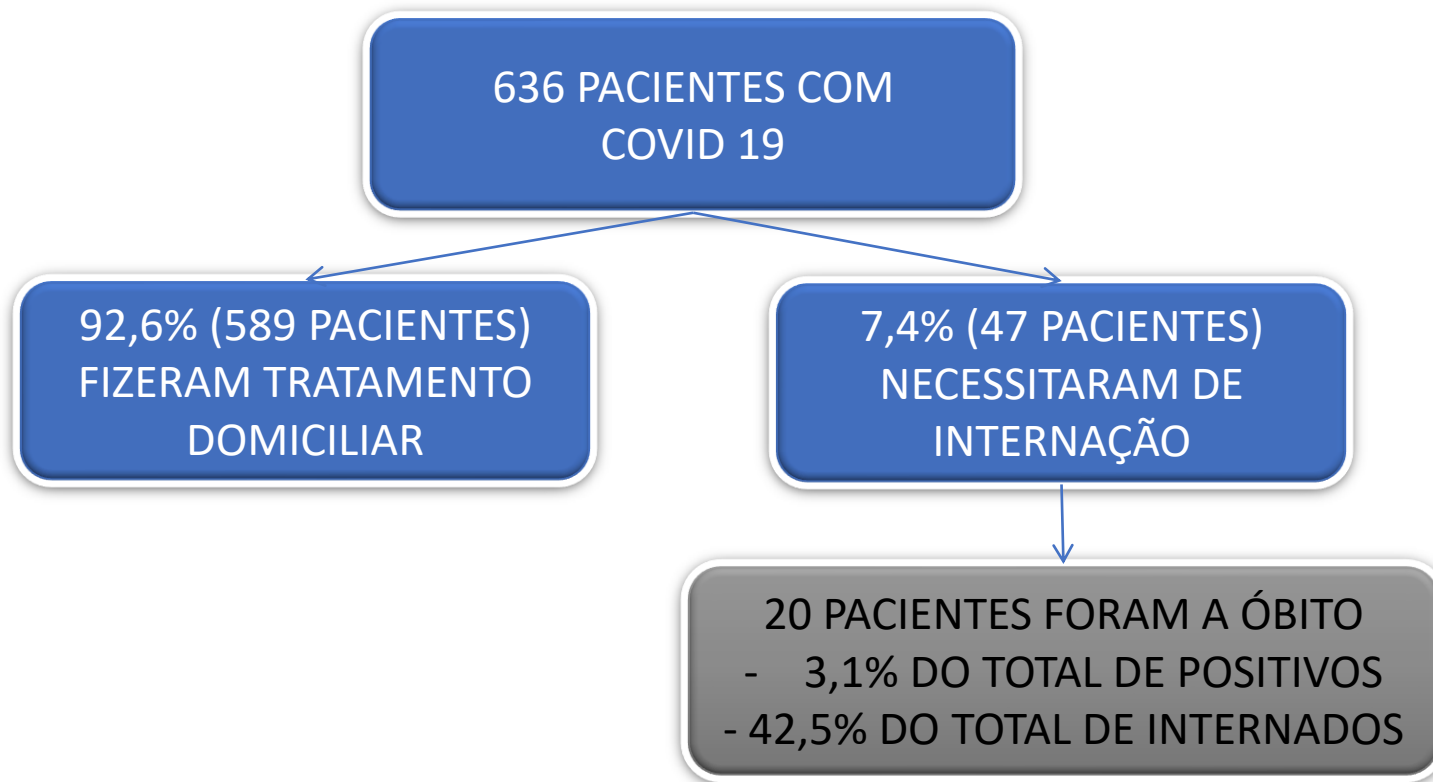 636 PACIENTES COM
COVID 19
92,6% (589 PACIENTES)
FIZERAM TRATAMENTO
DOMICILIAR
7,4% (47 PACIENTES)
NECESSITARAM DE
INTERNAÇÃO
20 PACIENTES FORAM A ÓBITO
- 3,1% DO TOTAL DE POSITIVOS
- 42,5% DO TOTAL DE INTERNADOS